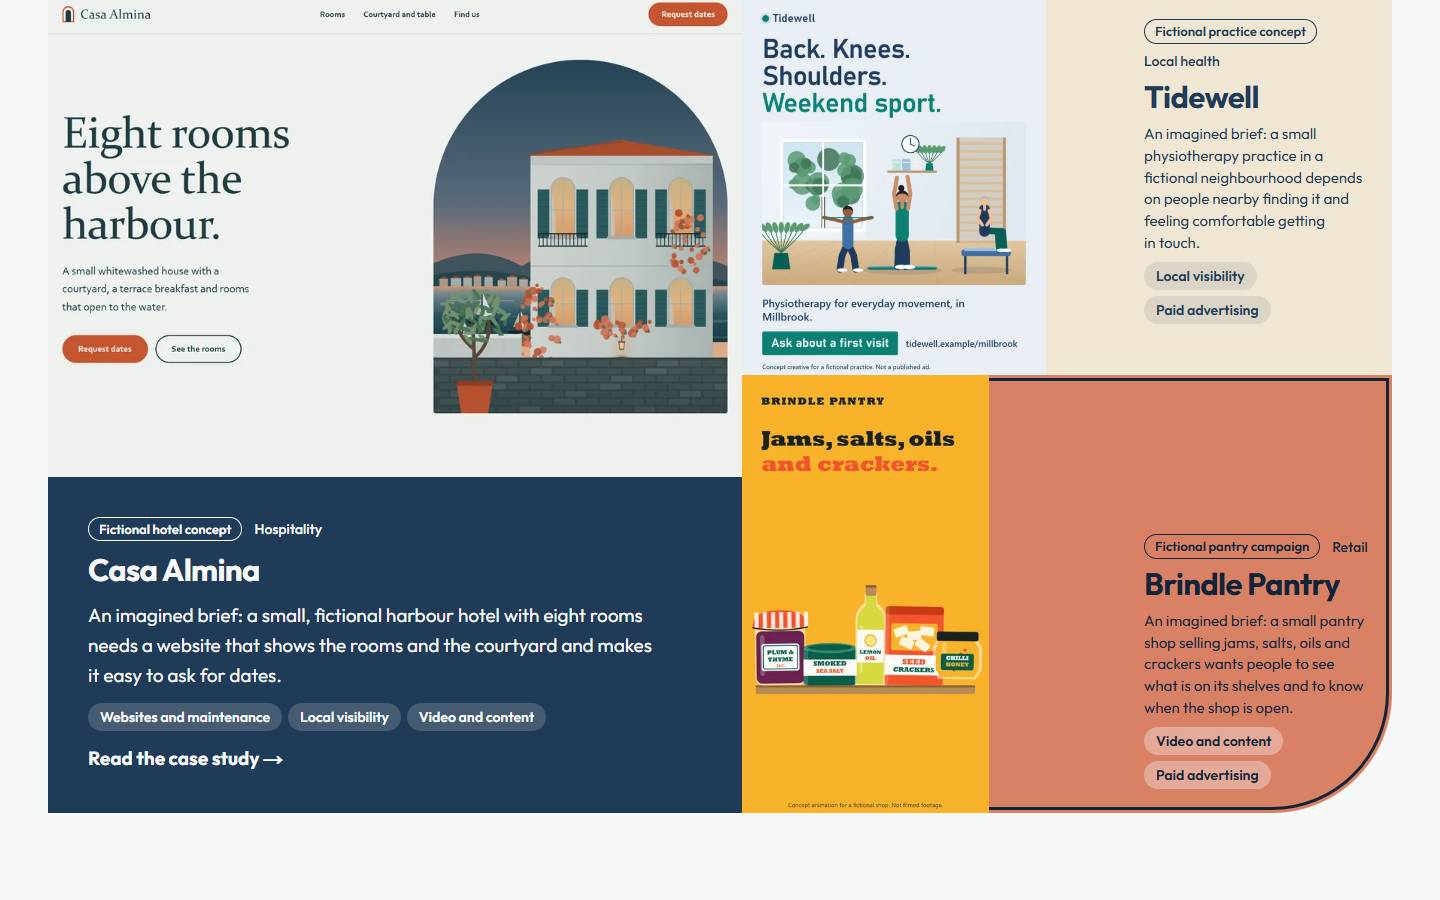 Casa Almina
Rooms Courtyard and table Find us
Request dates
Eight rooms
above the
harbour.
A small whitewashed house with a
courtyard, a terrace breakfast and rooms
that open to the water.
Request dates See the rooms
Fictional hotel concept Hospitality
Casa Almina
An imagined brief: a small, fictional harbour hotel with eight rooms
needs a website that shows the rooms and the courtyard and makes
it easy to ask for dates.
Websites and maintenance Local visibility Video and content
Read the case study →
Tidewell
Back. Knees.
Shoulders.
Weekend sport.
Physiotherapy for everyday movement, in
Millbrook.
Ask about a first visit tidewell.example/millbrook
Concept creative for a fictional practice. Not a published ad.
Fictional practice concept
Local health
Tidewell
An imagined brief: a small
physiotherapy practice in a
fictional neighbourhood depends
on people nearby finding it and
feeling comfortable getting
in touch.
Local visibility
Paid advertising
BRINDLE PANTRY
Jams, salts, oils
and crackers.
PLUM &
THYME
JAM
SMOKED
SEA SALT
LEMON
OIL
SEED
CRACKERS
CHILLI
HONEY
Concept animation for a fictional shop. Not filmed footage.
Fictional pantry campaign Retail
Brindle Pantry
An imagined brief: a small pantry
shop selling jams, salts, oils and
crackers wants people to see
what is on its shelves and to know
when the shop is open.
Video and content
Paid advertising